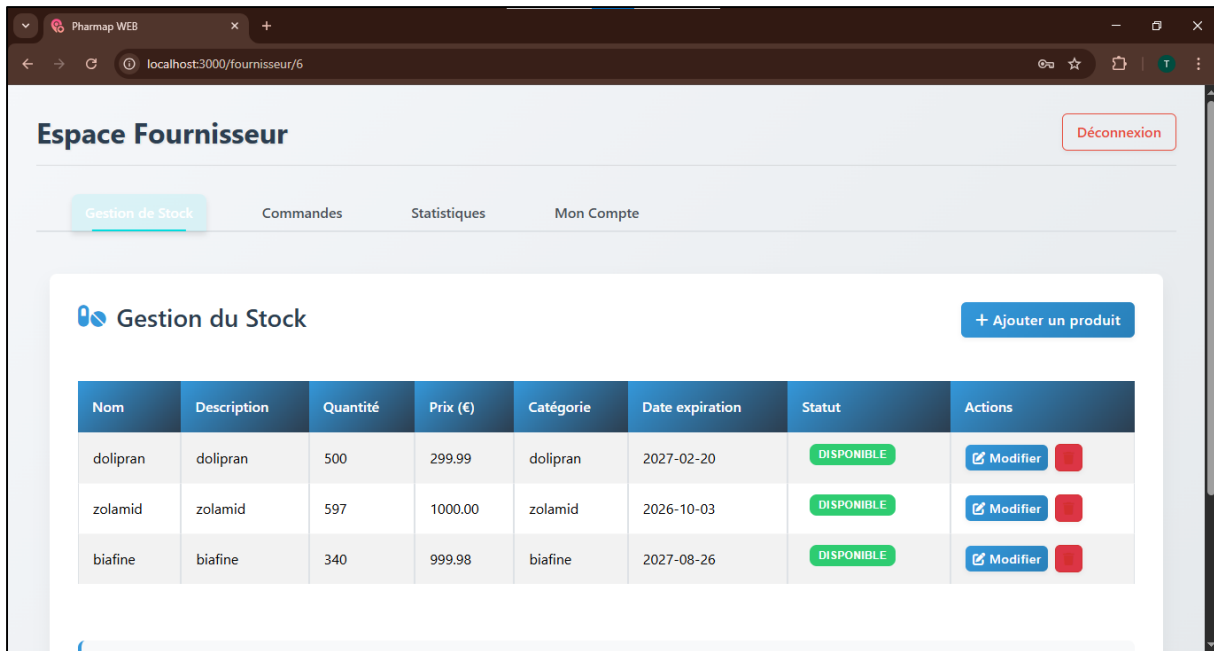 Pharmap WEB
localhost:3000/fournisseur/6
T
Espace Fournisseur
Déconnexion
Gestion de Stock Commandes Statistiques Mon Compte
Gestion du Stock
+ Ajouter un produit
Nom Description Quantité Prix (€) Catégorie Date expiration Statut Actions
dolipran dolipran 500 299.99 dolipran 2027-02-20 DISPONIBLE Modifier
zolamid zolamid 597 1000.00 zolamid 2026-10-03 DISPONIBLE Modifier
biafine biafine 340 999.98 biafine 2027-08-26 DISPONIBLE Modifier